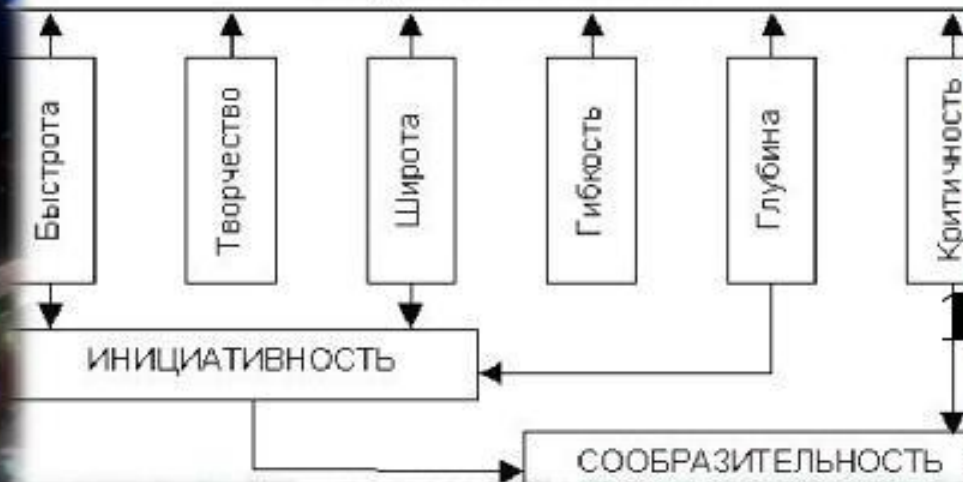 Быстрота
Творчество
Широта
Гибкость
Глубина
Критичность
ИНИЦИАТИВНОСТЬ
СООБРАЗИТЕЛЬНОСТЬ